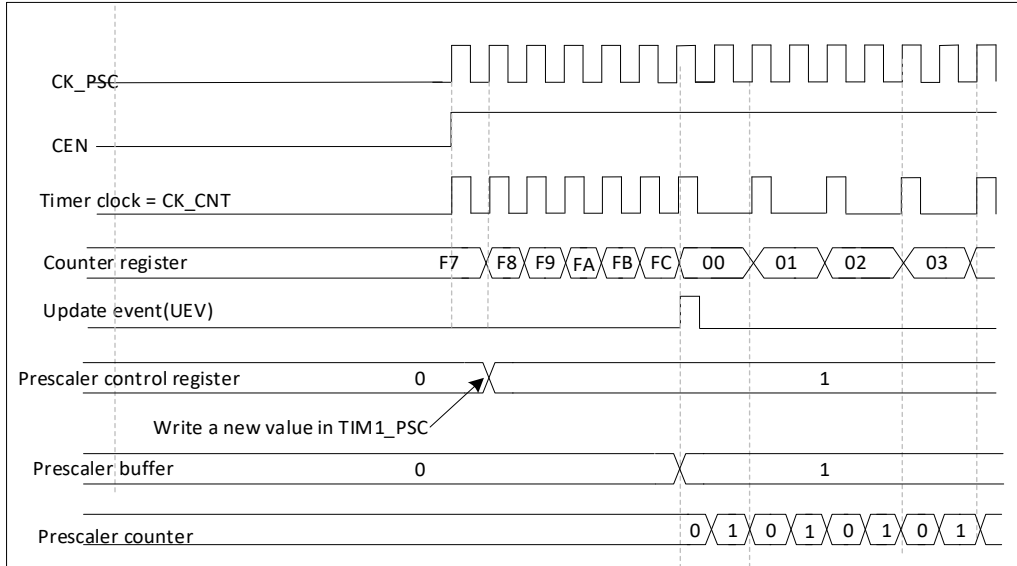 CK_PSC
CEN
Timer clock = CK_CNT
Counter register F7 F8 F9 FA FB FC 00 01 02 03
Update event(UEV)
Prescaler control register 0 1
Write a new value in TIM1_PSC
Prescaler buffer 0 1
Prescaler counter 0 1 0 1 0 1 0 1